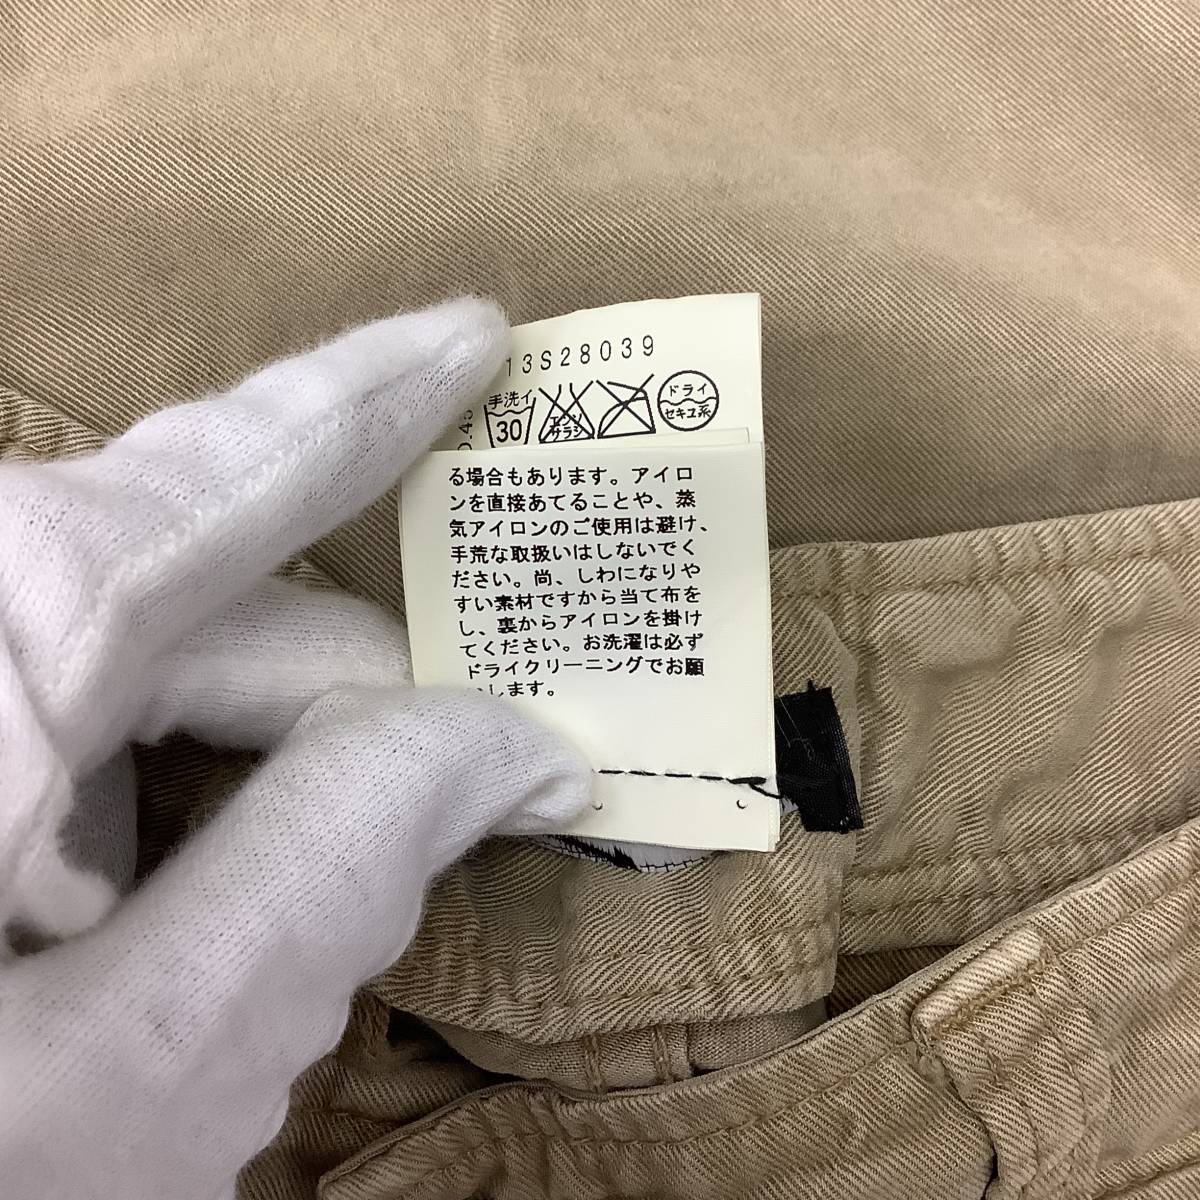 13S28039
手洗イ
30
エンソ
サラシ
ドライ
セキユ系
る場合もあります。アイロ
ンを直接あてることや、蒸
気アイロンのご使用は避け、
手荒な取扱いはしないでく
ださい。尚、しわになりや
すい素材ですから当て布を
し、裏からアイロンを掛け
てください。お洗濯は必ず
ドライクリーニングでお願
いします。